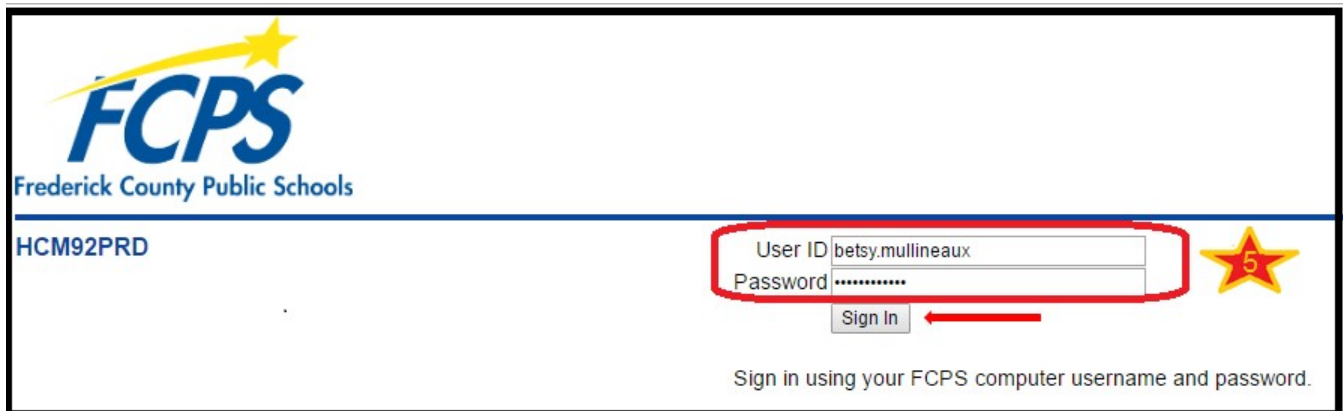 FCPS
Frederick County Public Schools
HCM92PRD
User ID betsy.mullineaux
Password ••••••••••••
5
Sign In
Sign in using your FCPS computer username and password.